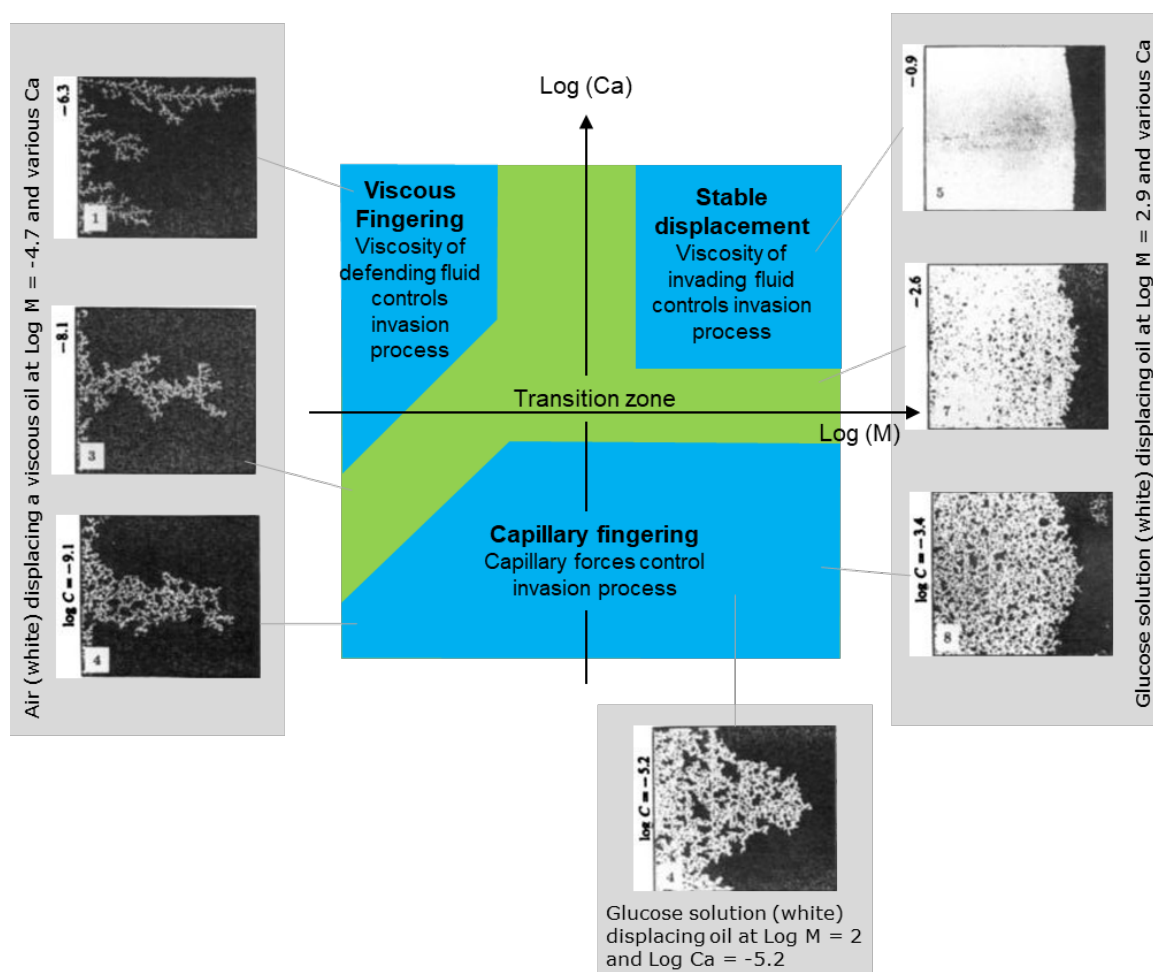 Air (white) displacing a viscous oil at Log M = -4.7 and various Ca
−6.3
1
−8.1
3
log C = −9.1
4
Log (Ca)
Viscous
Fingering
Viscosity of
defending fluid
controls
invasion
process
Stable
displacement
Viscosity of
invading fluid
controls invasion
process
Transition zone
Log (M)
Capillary fingering
Capillary forces control
invasion process
−0.9
5
−2.6
7
log C = −3.4
8
Glucose solution (white) displacing oil at Log M = 2.9 and various Ca
log C = −5.2
4
Glucose solution (white)
displacing oil at Log M = 2
and Log Ca = -5.2